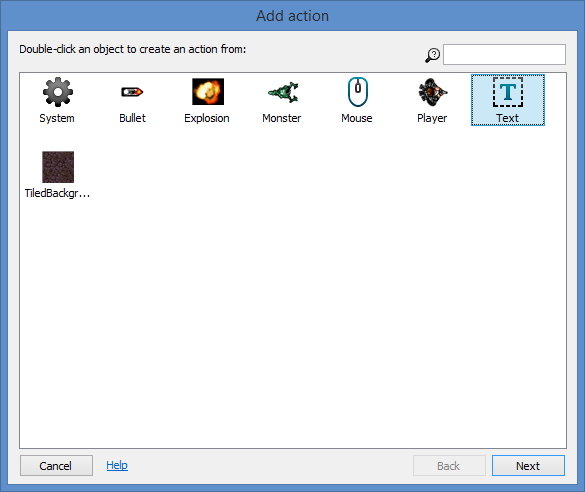 Add action
Double-click an object to create an action from:
System Bullet Explosion Monster Mouse Player Text
TiledBackgr...
Cancel Help Back Next